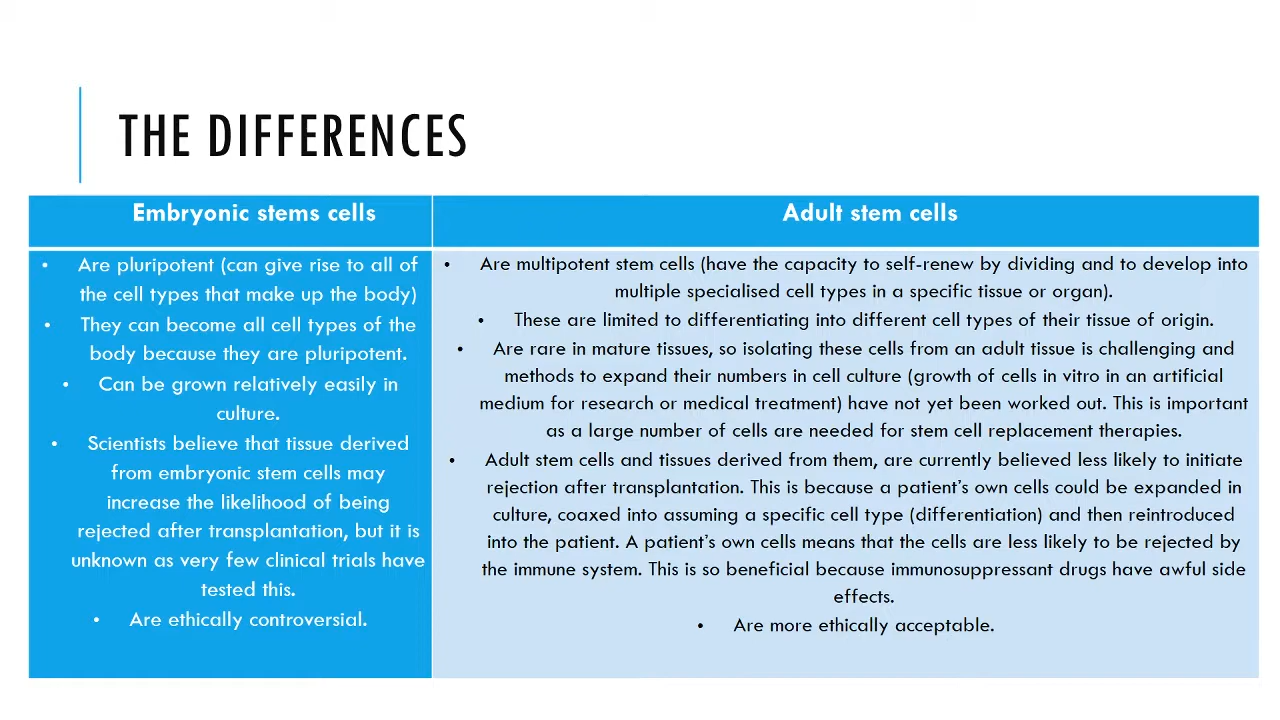 THE DIFFERENCES
Embryonic stems cells
• Are pluripotent (can give rise to all of
the cell types that make up the body)
• They can become all cell types of the
body because they are pluripotent.
• Can be grown relatively easily in
culture.
• Scientists believe that tissue derived
from embryonic stem cells may
increase the likelihood of being
rejected after transplantation, but it is
unknown as very few clinical trials have
tested this.
• Are ethically controversial.
Adult stem cells
• Are multipotent stem cells (have the capacity to self-renew by dividing and to develop into
multiple specialised cell types in a specific tissue or organ).
• These are limited to differentiating into different cell types of their tissue of origin.
• Are rare in mature tissues, so isolating these cells from an adult tissue is challenging and
methods to expand their numbers in cell culture (growth of cells in vitro in an artificial
medium for research or medical treatment) have not yet been worked out. This is important
as a large number of cells are needed for stem cell replacement therapies.
• Adult stem cells and tissues derived from them, are currently believed less likely to initiate
rejection after transplantation. This is because a patient's own cells could be expanded in
culture, coaxed into assuming a specific cell type (differentiation) and then reintroduced
into the patient. A patient's own cells means that the cells are less likely to be rejected by
the immune system. This is so beneficial because immunosuppressant drugs have awful side
effects.
• Are more ethically acceptable.